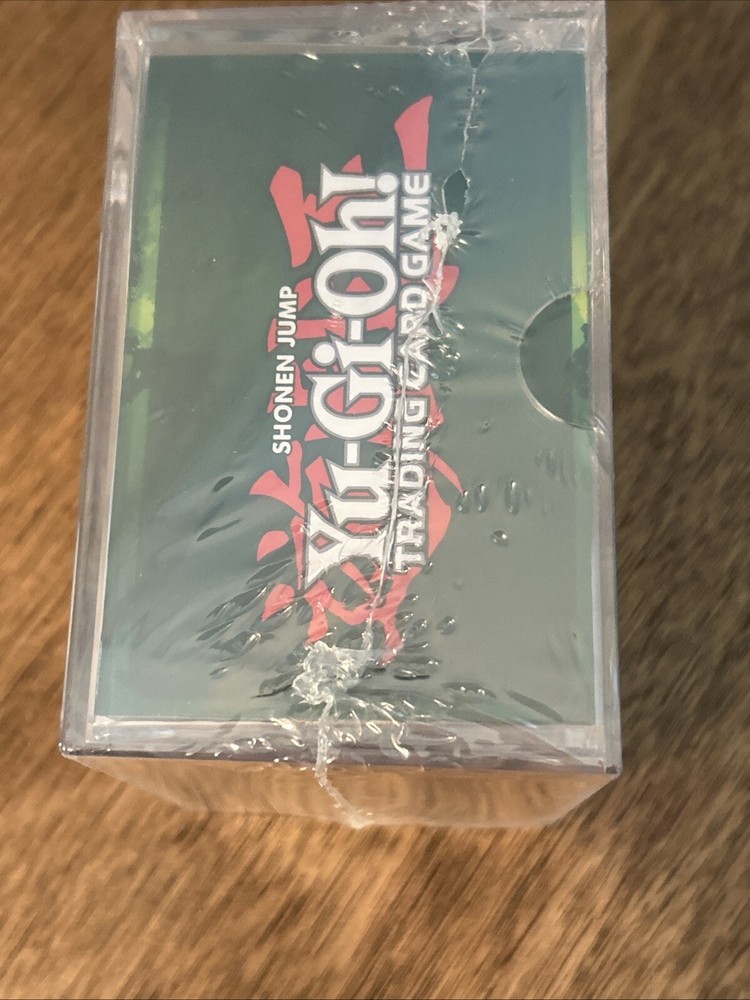 SHONEN JUMP
Yu-Gi-Oh!
TRADING CARD GAME